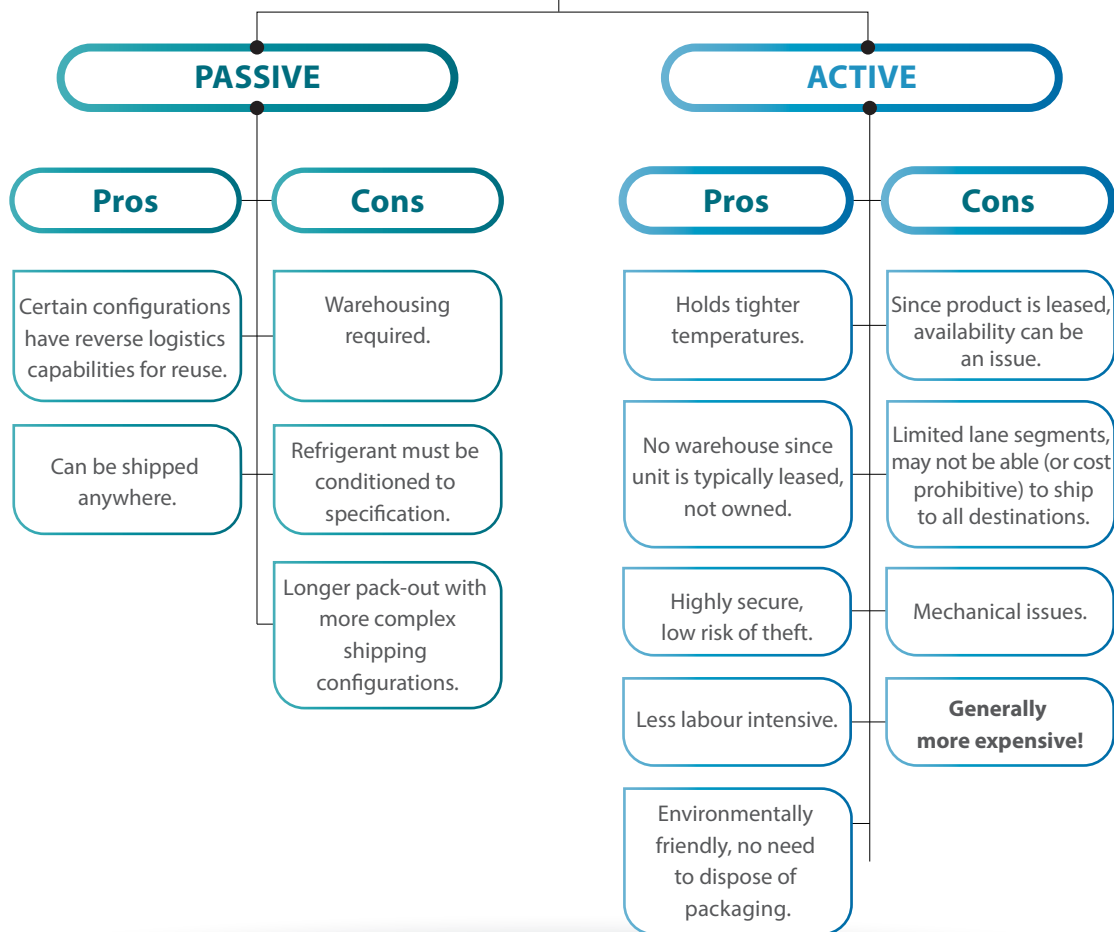 PASSIVE
Pros
Certain configurations
have reverse logistics
capabilities for reuse.
Can be shipped
anywhere.
Cons
Warehousing
required.
Refrigerant must be
conditioned to
specification.
Longer pack-out with
more complex
shipping
configurations.
ACTIVE
Pros
Holds tighter
temperatures.
No warehouse since
unit is typically leased,
not owned.
Highly secure,
low risk of theft.
Less labour intensive.
Environmentally
friendly, no need
to dispose of
packaging.
Cons
Since product is leased,
availability can be
an issue.
Limited lane segments,
may not be able (or cost
prohibitive) to ship
to all destinations.
Mechanical issues.
Generally
more expensive!